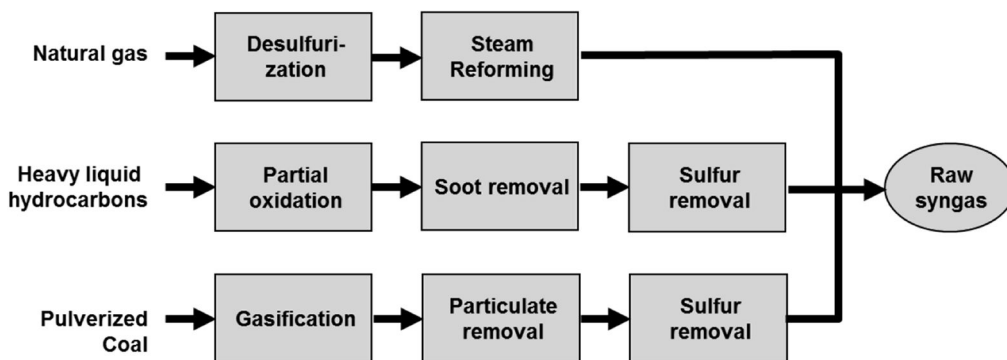 Natural gas
Desulfuri-
zation
Steam
Reforming
Heavy liquid
hydrocarbons
Partial
oxidation
Soot removal
Sulfur
removal
Raw
syngas
Pulverized
Coal
Gasification
Particulate
removal
Sulfur
removal